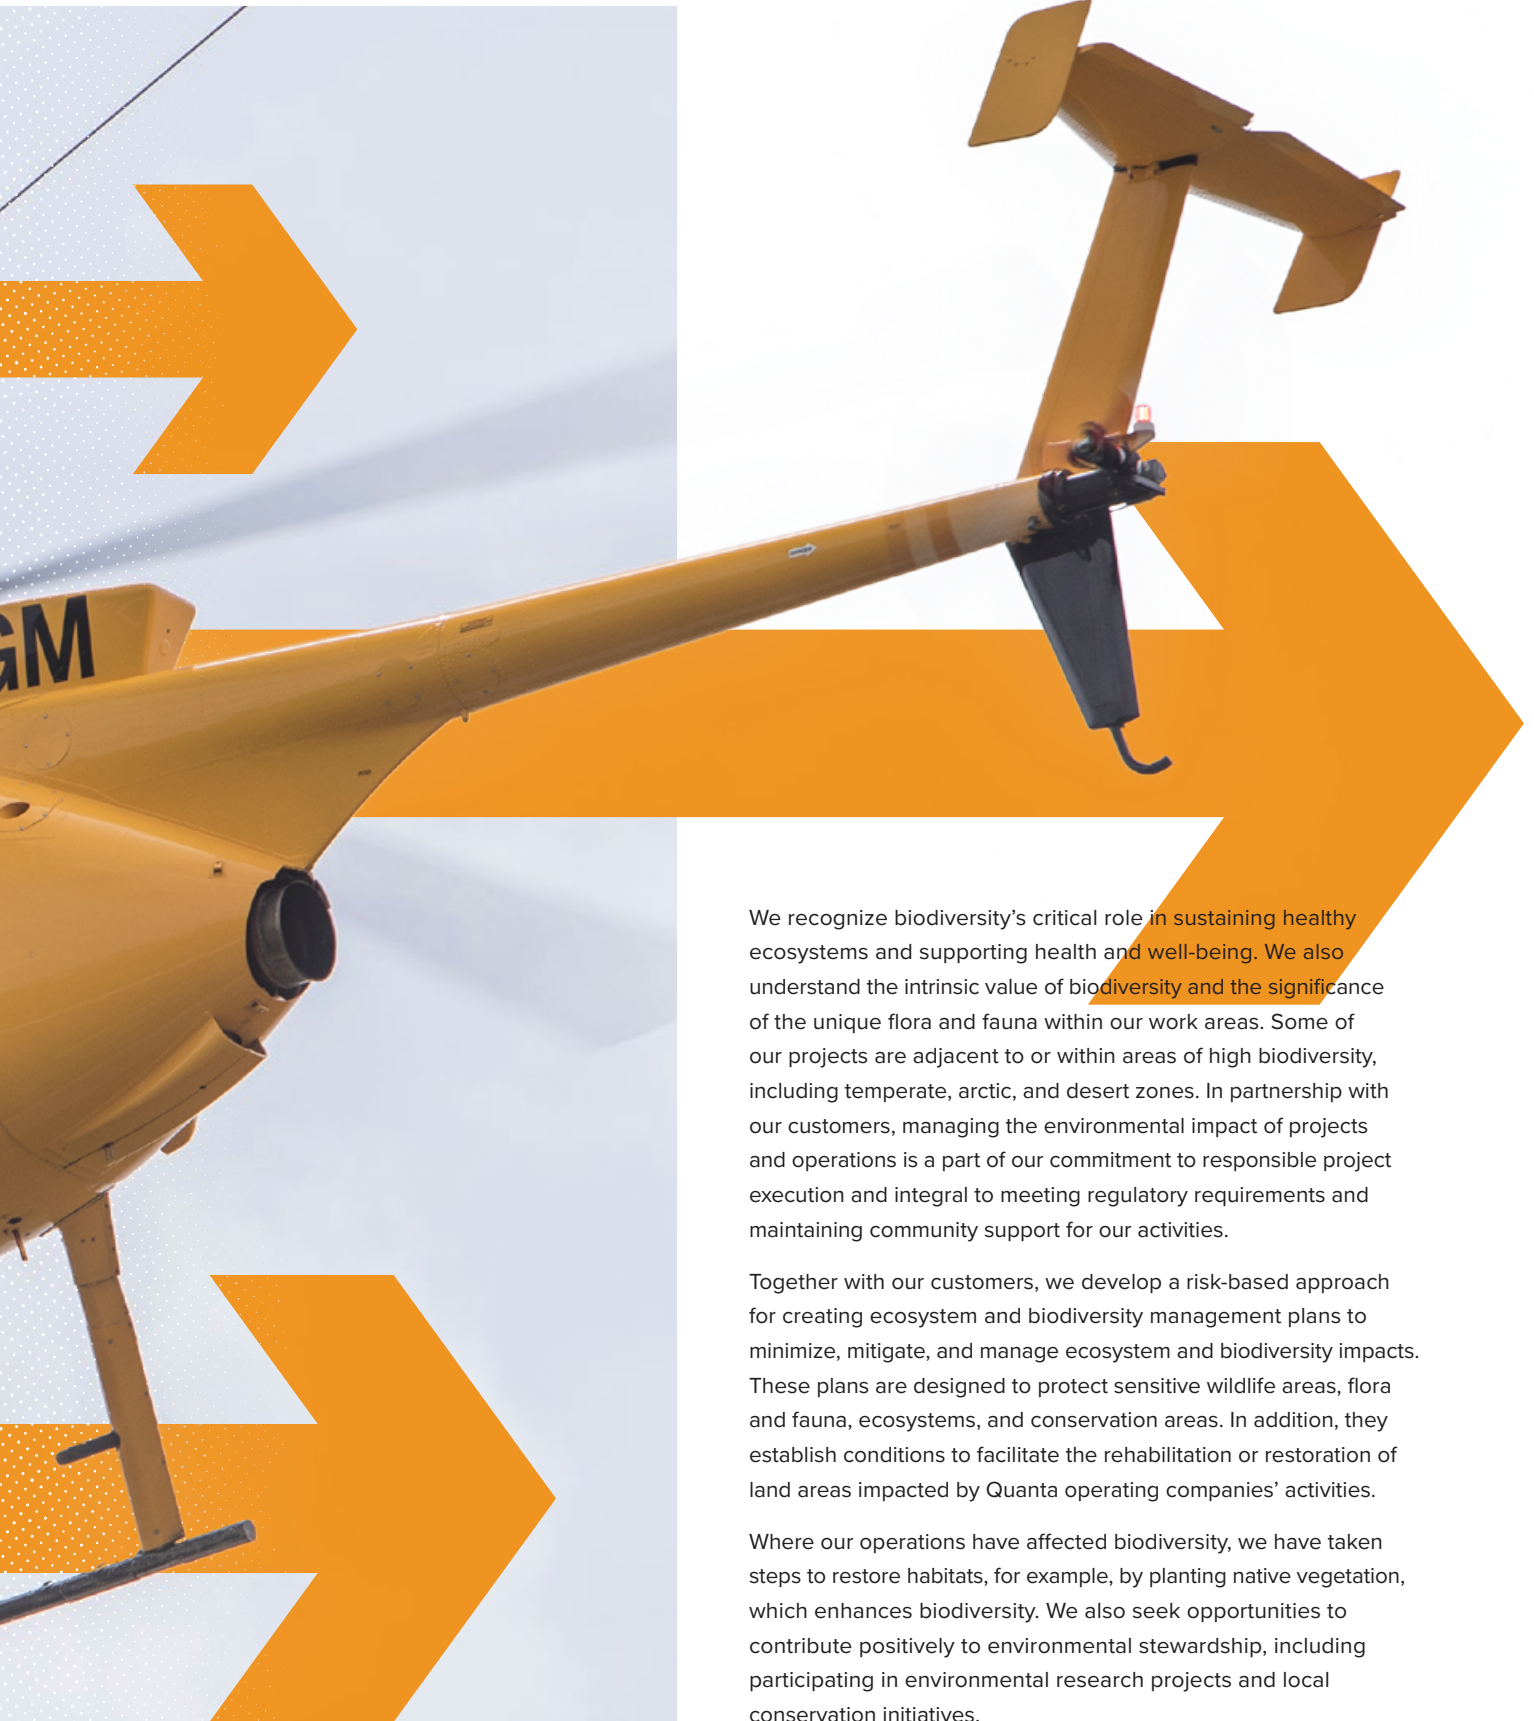 GM
We recognize biodiversity’s critical role in sustaining healthy
ecosystems and supporting health and well-being. We also
understand the intrinsic value of biodiversity and the significance
of the unique flora and fauna within our work areas. Some of
our projects are adjacent to or within areas of high biodiversity,
including temperate, arctic, and desert zones. In partnership with
our customers, managing the environmental impact of projects
and operations is a part of our commitment to responsible project
execution and integral to meeting regulatory requirements and
maintaining community support for our activities.
Together with our customers, we develop a risk-based approach
for creating ecosystem and biodiversity management plans to
minimize, mitigate, and manage ecosystem and biodiversity impacts.
These plans are designed to protect sensitive wildlife areas, flora
and fauna, ecosystems, and conservation areas. In addition, they
establish conditions to facilitate the rehabilitation or restoration of
land areas impacted by Quanta operating companies’ activities.
Where our operations have affected biodiversity, we have taken
steps to restore habitats, for example, by planting native vegetation,
which enhances biodiversity. We also seek opportunities to
contribute positively to environmental stewardship, including
participating in environmental research projects and local
conservation initiatives.